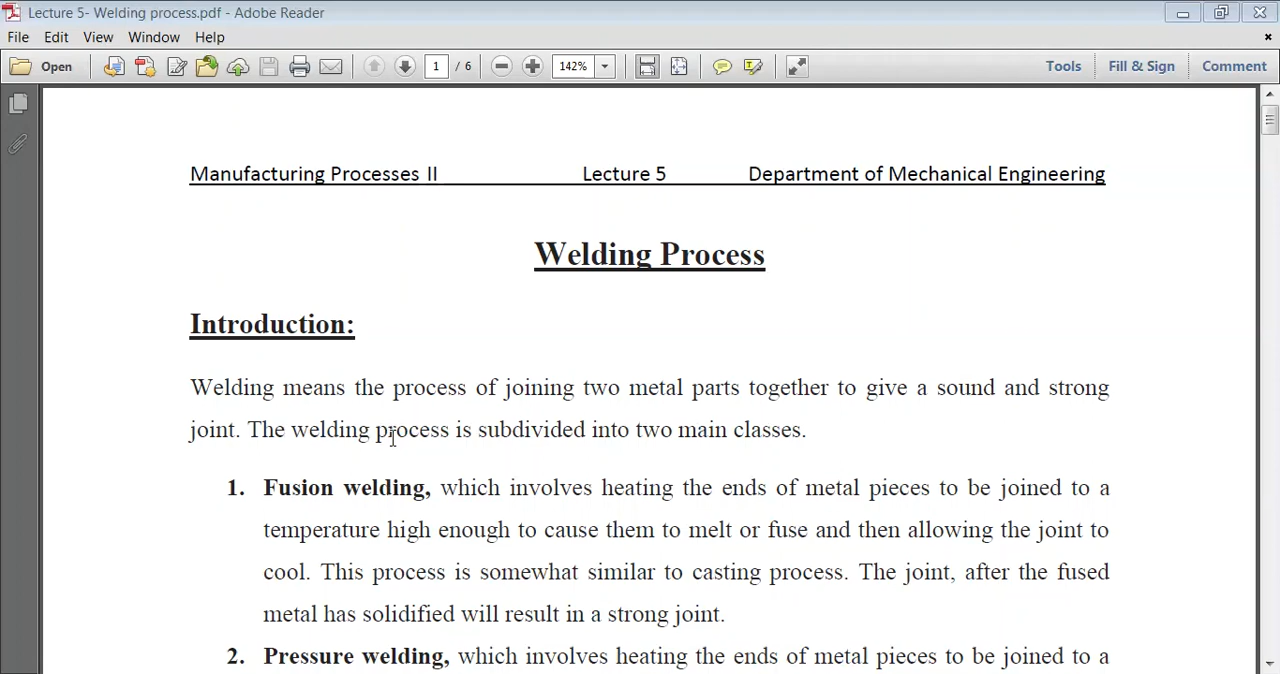 Lecture 5- Welding process.pdf - Adobe Reader
File Edit View Window Help
Open 1 / 6 142% Tools Fill & Sign Comment
Manufacturing Processes II Lecture 5 Department of Mechanical Engineering
Welding Process
Introduction:
Welding means the process of joining two metal parts together to give a sound and strong
joint. The welding process is subdivided into two main classes.
1. Fusion welding, which involves heating the ends of metal pieces to be joined to a
temperature high enough to cause them to melt or fuse and then allowing the joint to
cool. This process is somewhat similar to casting process. The joint, after the fused
metal has solidified will result in a strong joint.
2. Pressure welding, which involves heating the ends of metal pieces to be joined to a